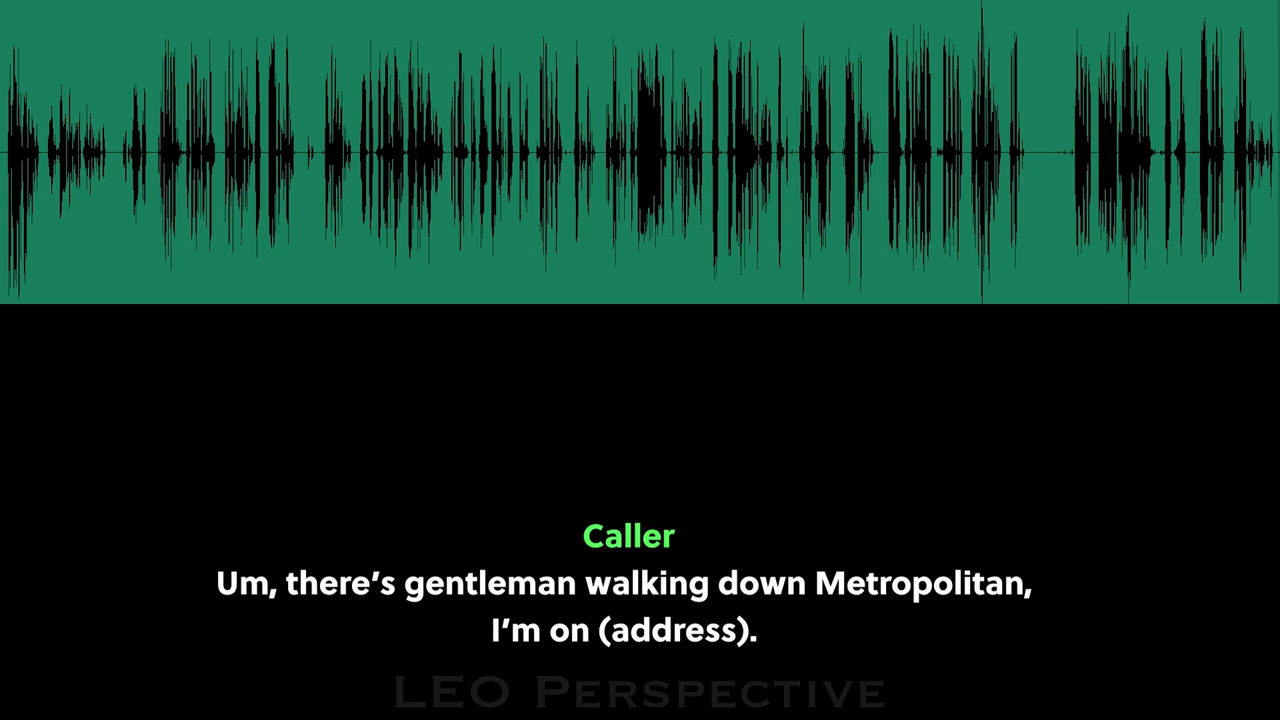 Caller
Um, there’s gentleman walking down Metropolitan,
I’m on (address).
LEO PERSPECTIVE